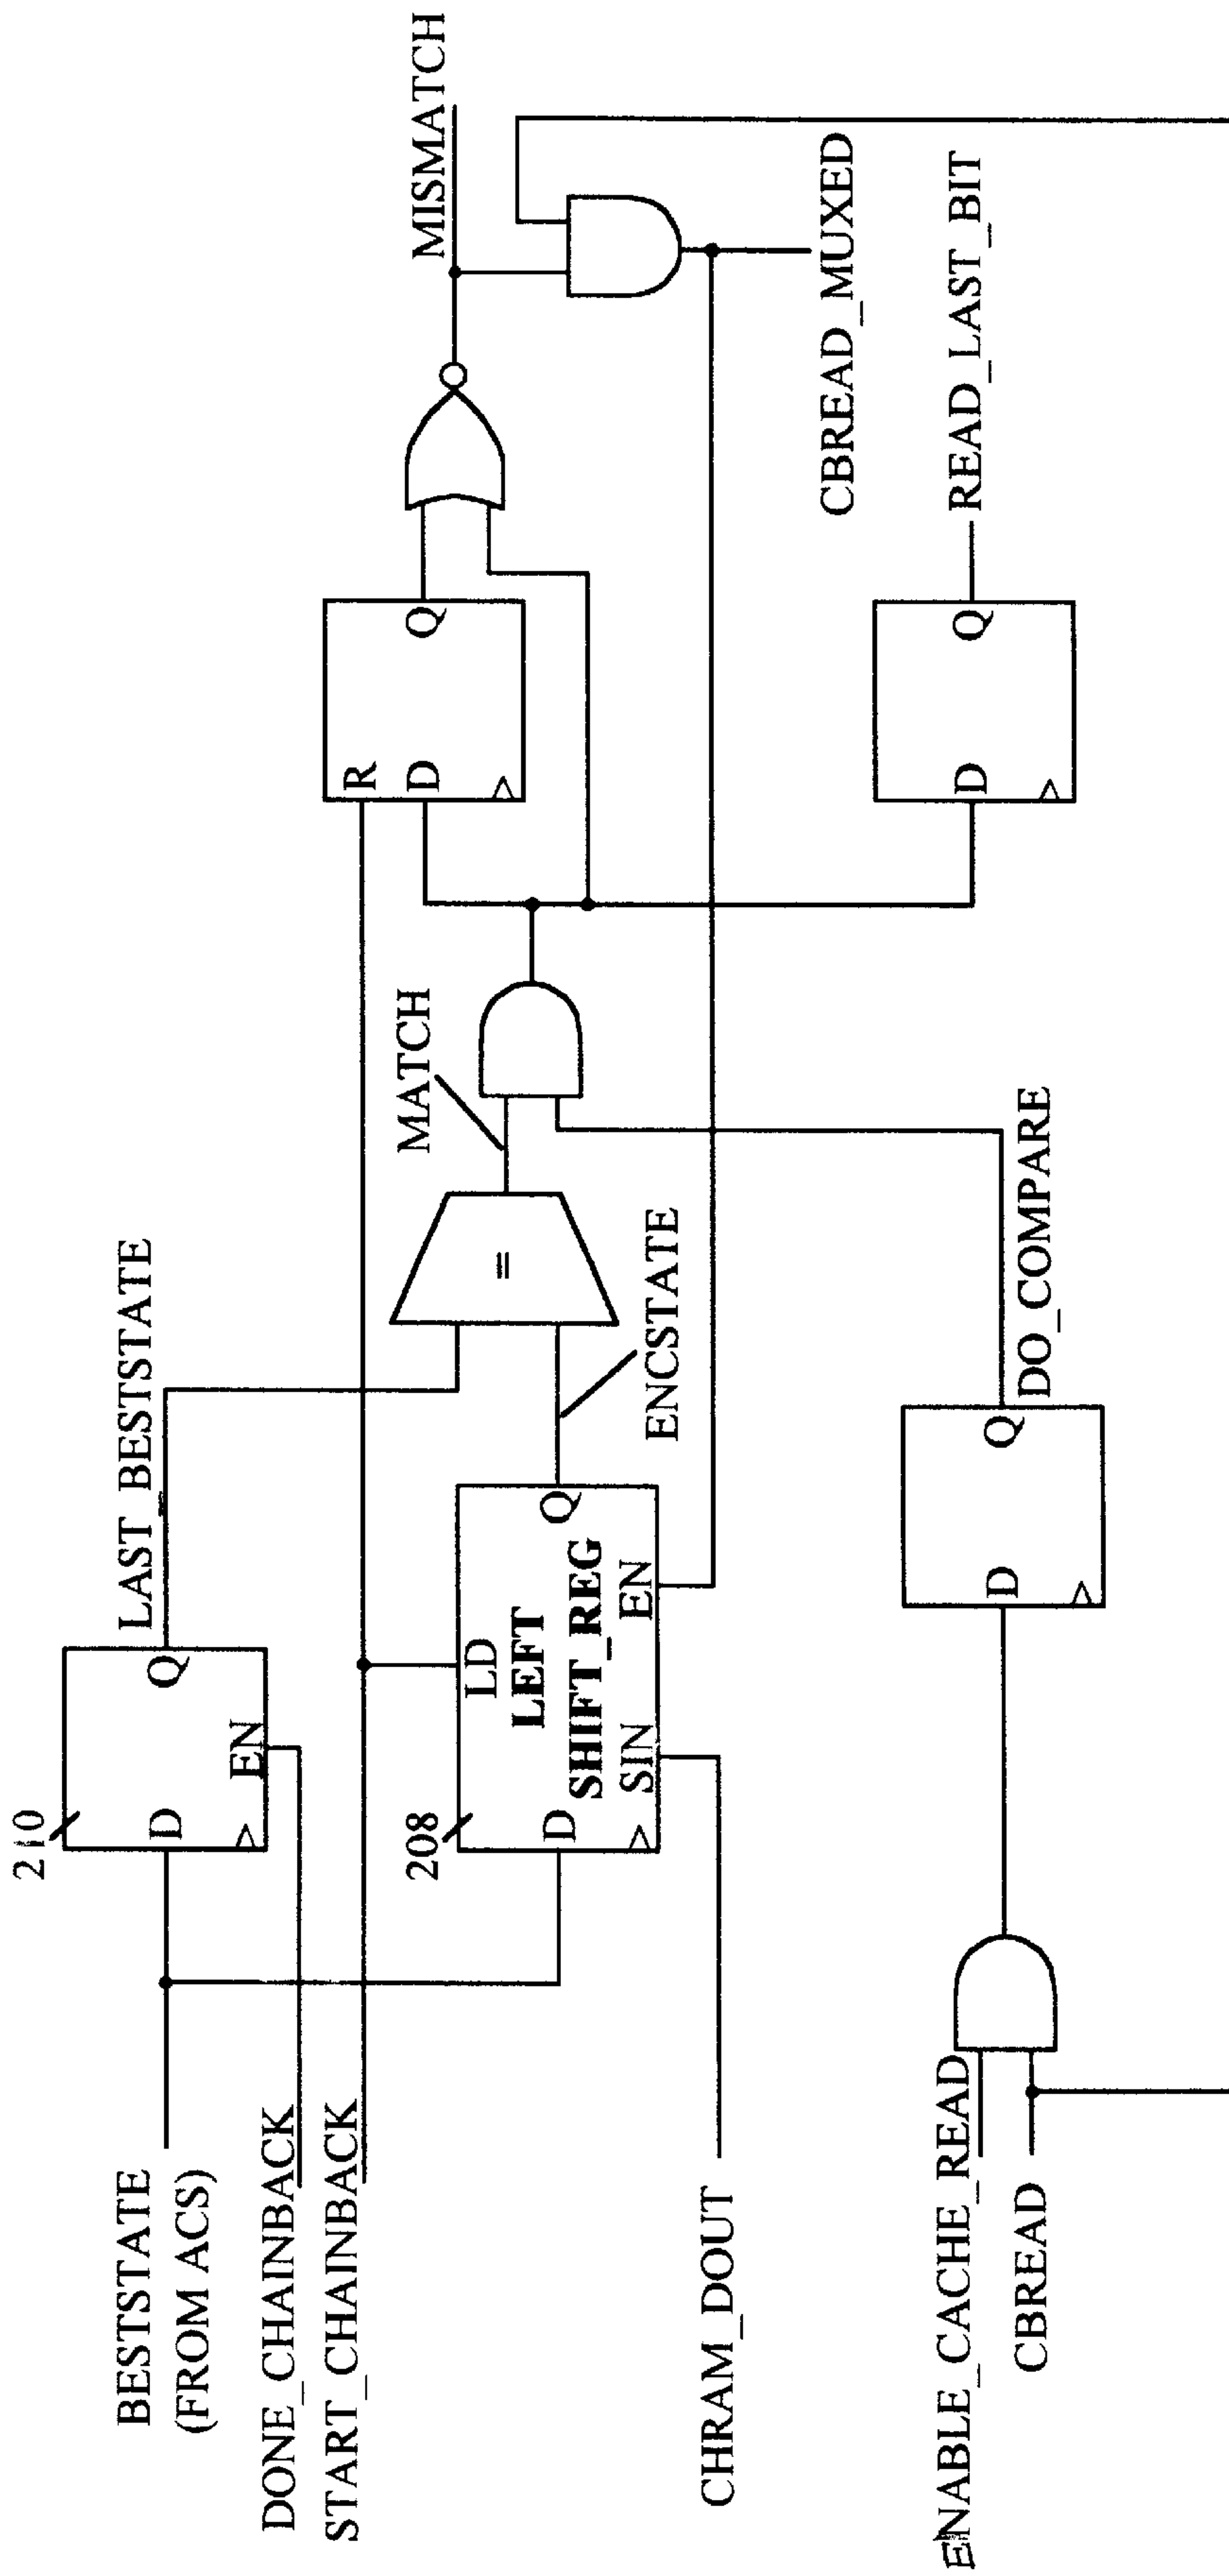 BESTSTATE
(FROM ACS)
DONE_CHAINBACK
START_CHAINBACK
CHRAM_DOUT
ENABLE_CACHE_READ
CBREAD
210
D
Q
EN
LAST_BESTSTATE
208
D
LD
LEFT
SHIFT_REG
SIN
EN
Q
ENCSTATE
D
Q
DO_COMPARE
=
MATCH
R
D
Q
D
Q
READ_LAST_BIT
CBREAD_MUXED
MISMATCH